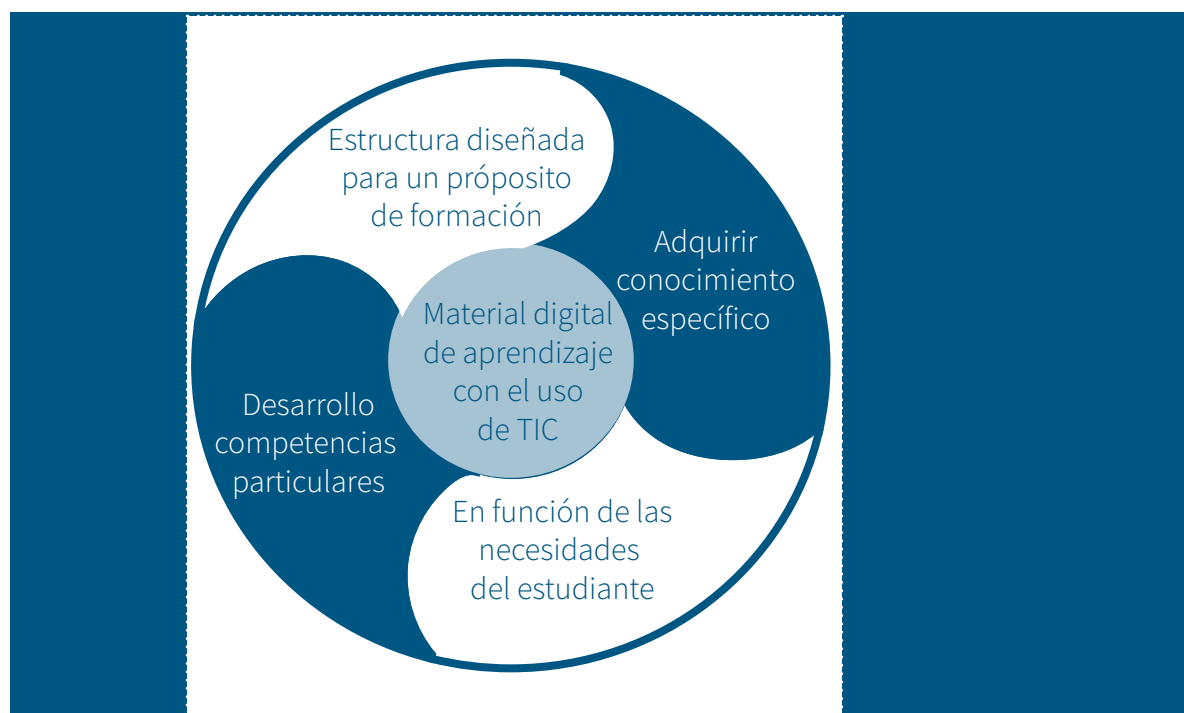 Estructura diseñada
para un próposito
de formación
Adquirir
conocimiento
específico
Material digital
de aprendizaje
con el uso
de TIC
Desarrollo
competencias
particulares
En función de las
necesidades
del estudiante